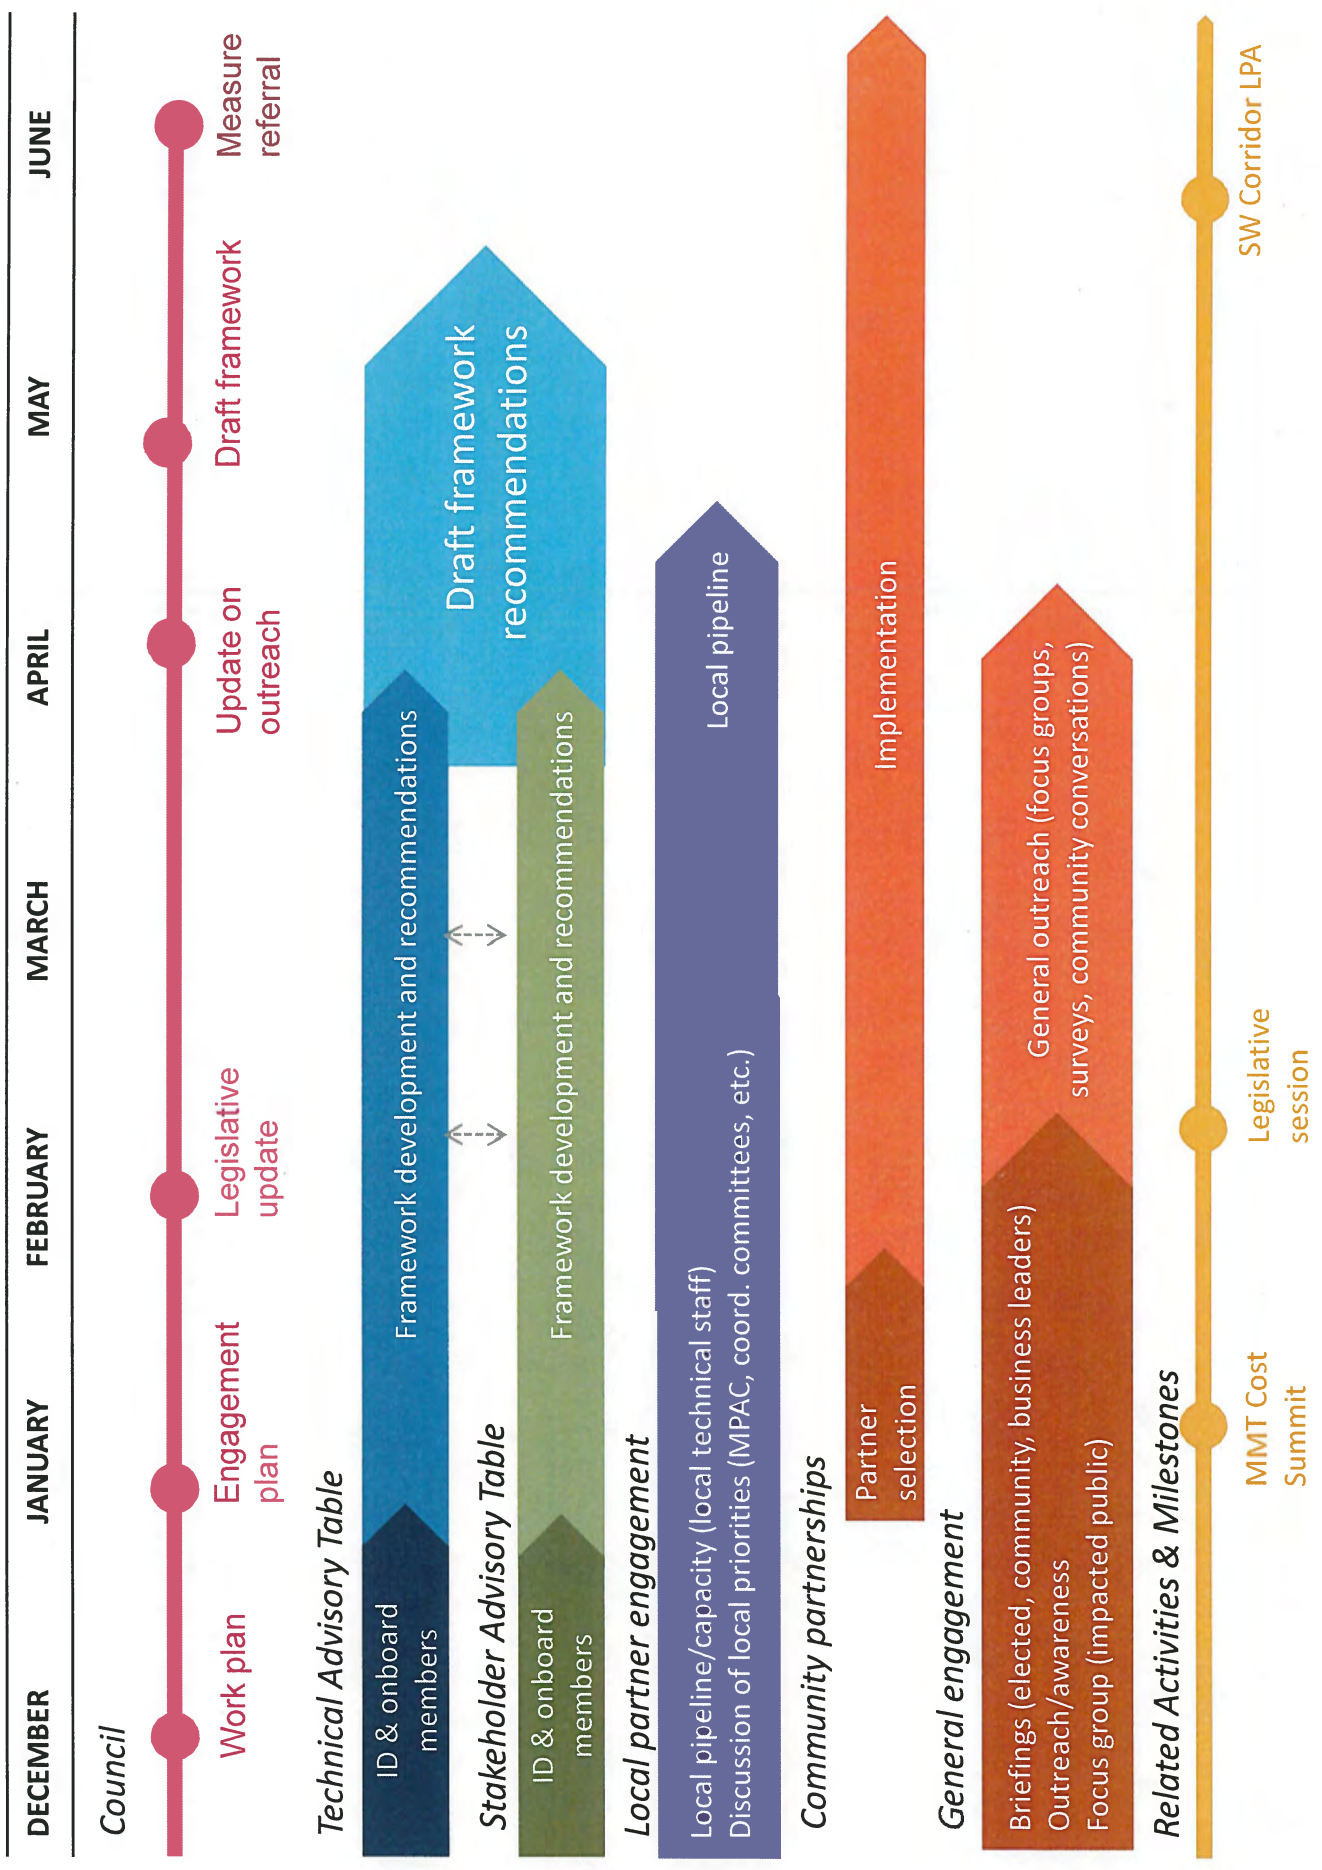 DECEMBER JANUARY FEBRUARY MARCH APRIL MAY JUNE
Council
Work plan
Engagement
plan
Legislative
update
Update on
outreach
Draft framework
Measure
referral
Technical Advisory Table
ID & onboard
members
Framework development and recommendations
Draft framework
recommendations
Stakeholder Advisory Table
ID & onboard
members
Framework development and recommendations
Local partner engagement
Local pipeline/capacity (local technical staff)
Discussion of local priorities (MPAC, coord. committees, etc.)
Local pipeline
Community partnerships
Partner
selection
Implementation
General engagement
Briefings (elected, community, business leaders)
Outreach/awareness
Focus group (impacted public)
General outreach (focus groups,
surveys, community conversations)
Related Activities & Milestones
MMT Cost
Summit
Legislative
session
SW Corridor LPA